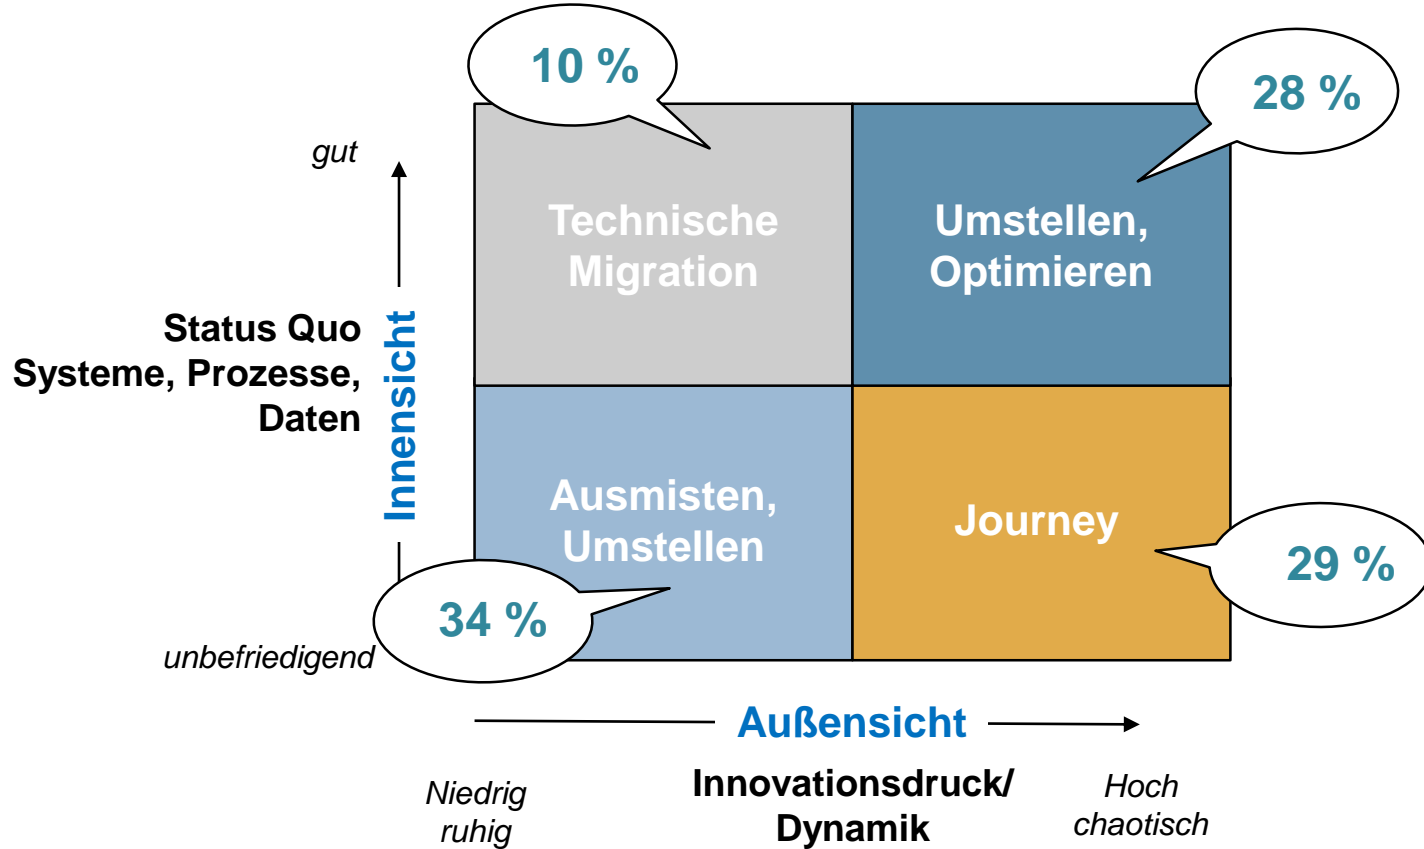 10 %
28 %
gut
Technische
Migration
Umstellen,
Optimieren
Status Quo
Systeme, Prozesse,
Daten
Innensicht
Ausmisten,
Umstellen
Journey
29 %
34 %
unbefriedigend
Außensicht
Niedrig
ruhig
Innovationsdruck/
Dynamik
Hoch
chaotisch